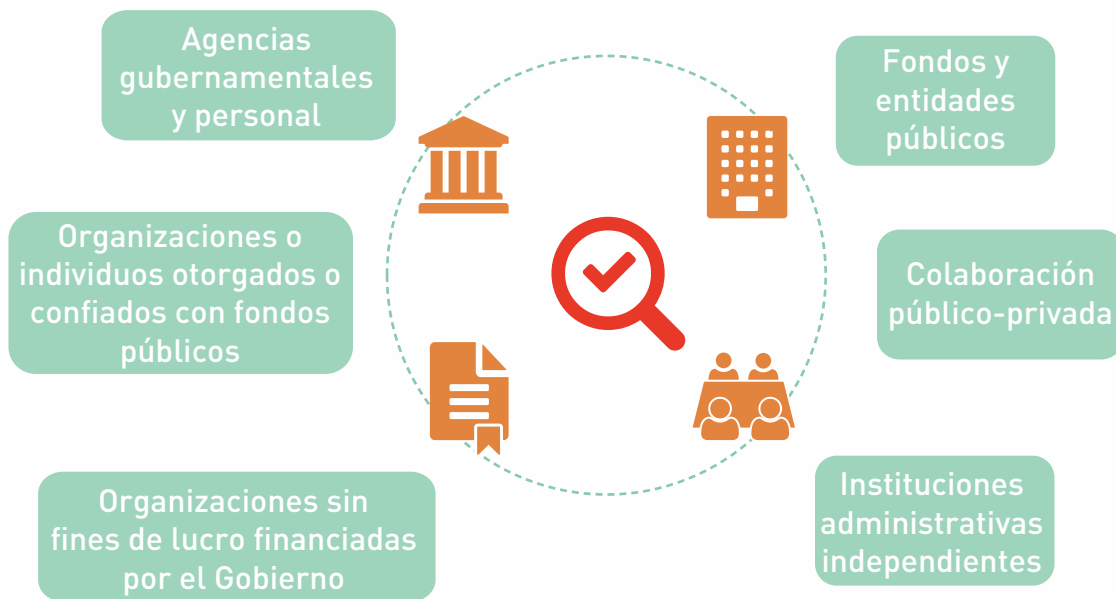 Agencias
gubernamentales
y personal
Fondos y
entidades
públicos
Organizaciones o
individuos otorgados o
confiados con fondos
públicos
Colaboración
público-privada
Organizaciones sin
fines de lucro financiadas
por el Gobierno
Instituciones
administrativas
independientes